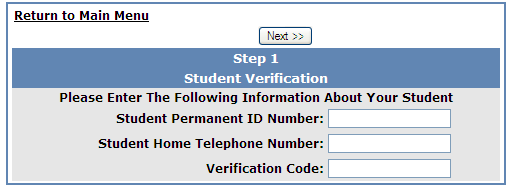 Return to Main Menu
Next >>
Step 1
Student Verification
Please Enter The Following Information About Your Student
Student Permanent ID Number:
Student Home Telephone Number:
Verification Code: